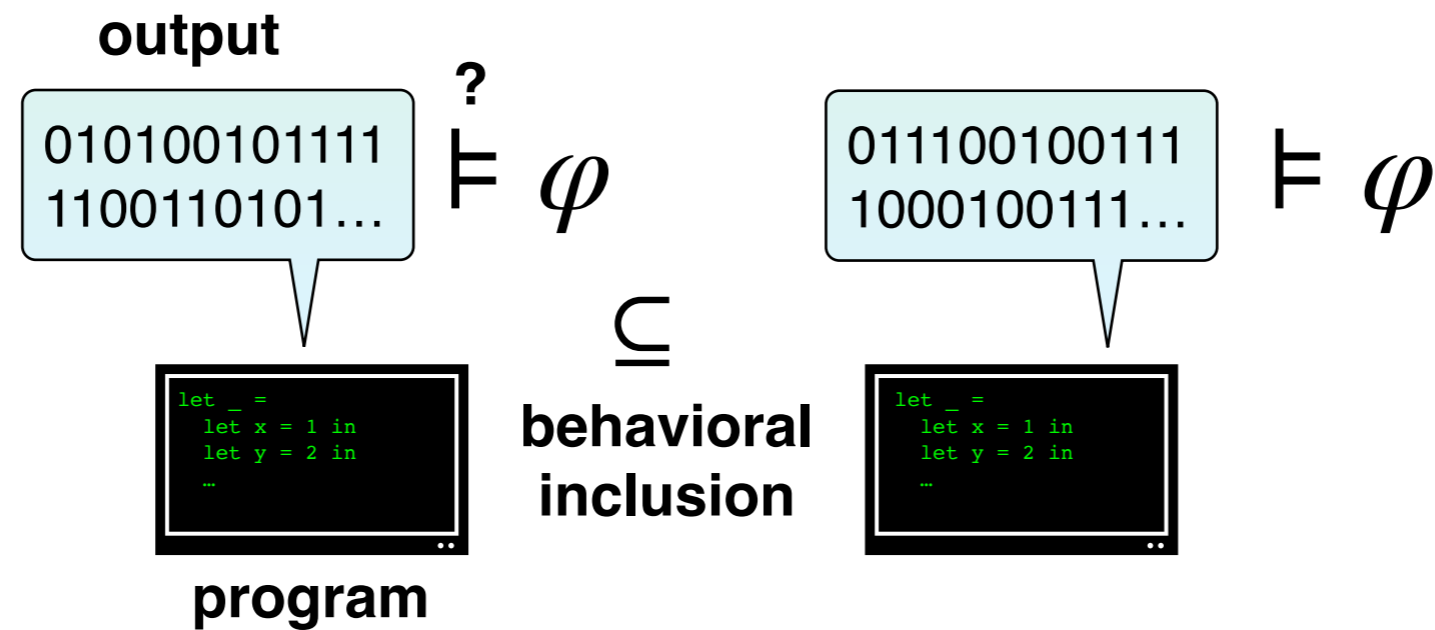 output
?
010100101111
1100110101…
⊨ φ
011100100111
1000100111…
⊨ φ
⊆
behavioral
inclusion
let _ =
let x = 1 in
let y = 2 in
…
let _ =
let x = 1 in
let y = 2 in
…
program